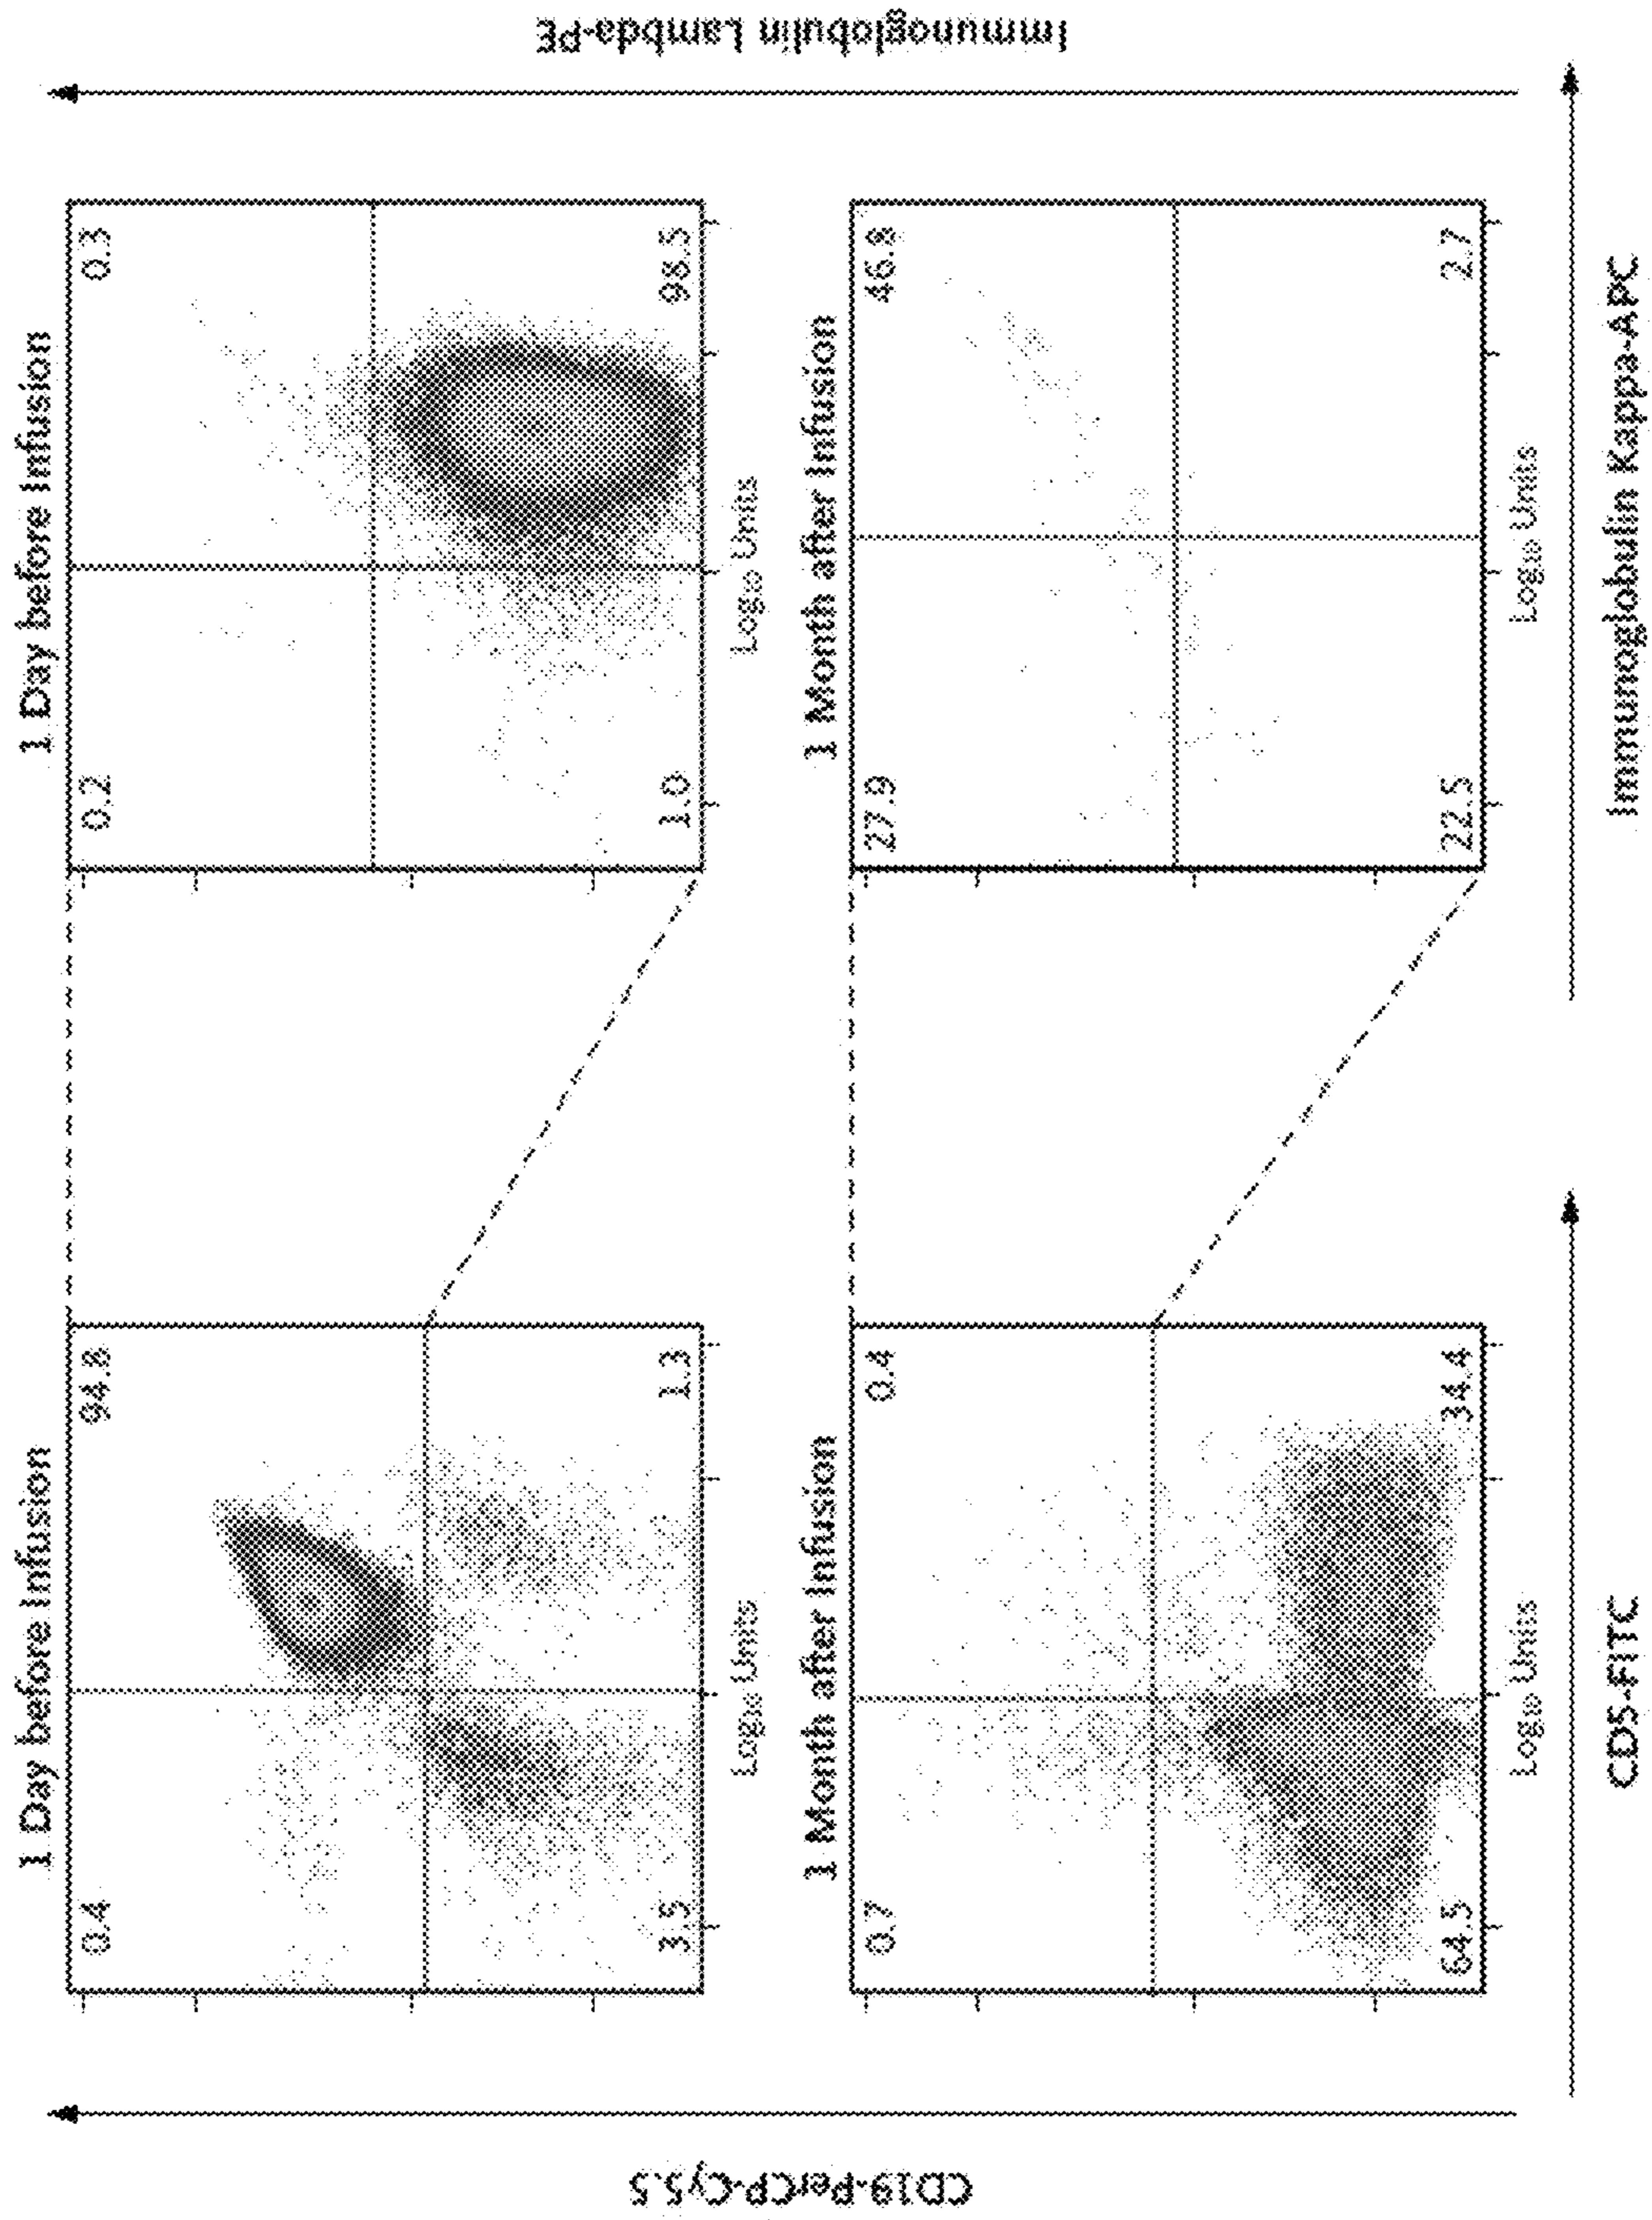 CD19-PerCP-Cy5.5
1 Day before Infusion
0.4
94.8
3.5
1.3
Log₁₀ Units
1 Day before Infusion
0.2
0.3
1.0
98.5
Log₁₀ Units
1 Month after Infusion
0.7
0.4
64.5
34.4
Log₁₀ Units
1 Month after Infusion
27.9
46.8
22.5
2.7
Log₁₀ Units
CD5-FITC
Immunoglobulin Kappa-APC
Immunoglobulin Lambda-PE